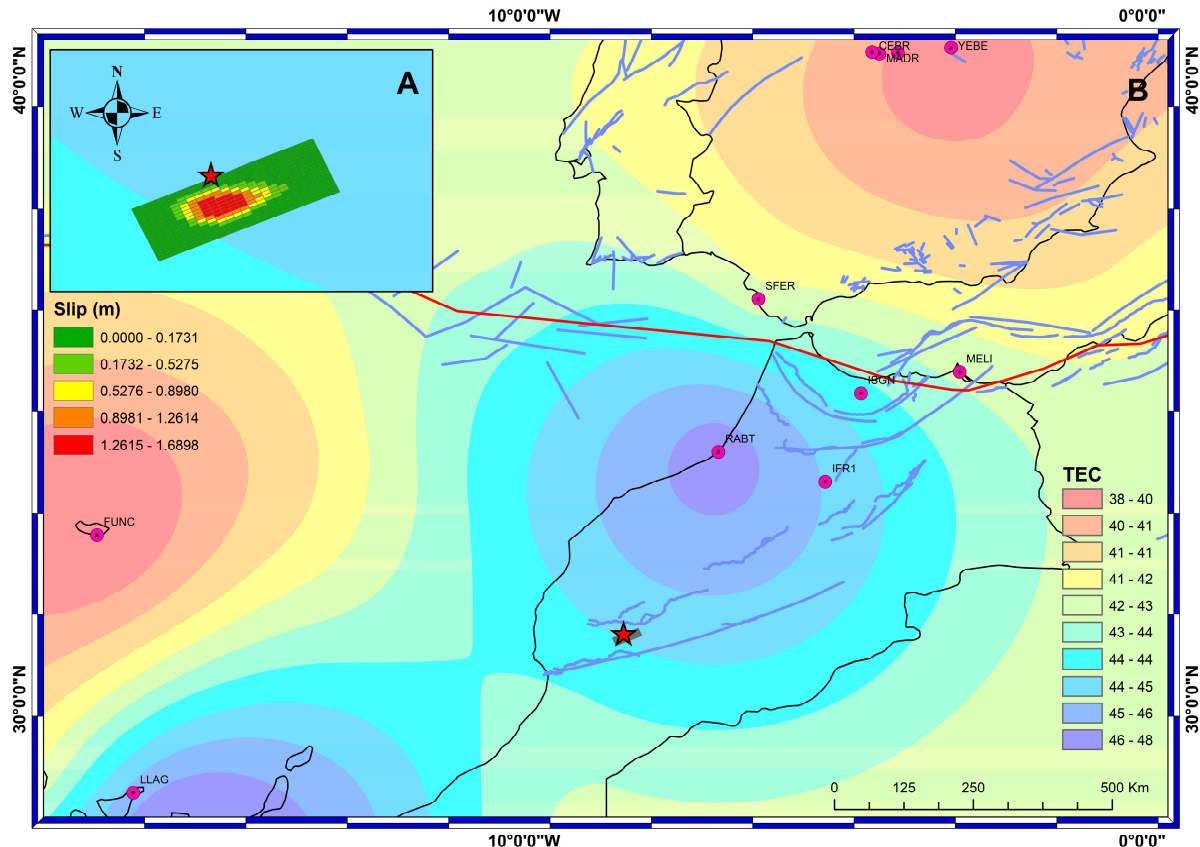 10°0'0"W
0°0'0"
40°0'0"N
40°0'0"N
A
N
W
E
S
CEBR
MADR
YEBE
B
SFER
Slip (m)
0.0000 - 0.1731
0.1732 - 0.5275
0.5276 - 0.8980
0.8981 - 1.2614
1.2615 - 1.6898
MELI
ISGN
RABT
IFR1
FUNC
TEC
38 - 40
40 - 41
41 - 41
41 - 42
42 - 43
43 - 44
44 - 44
44 - 45
45 - 46
46 - 48
30°0'0"N
30°0'0"N
LLAG
0 125 250 500 Km
10°0'0"W
0°0'0"